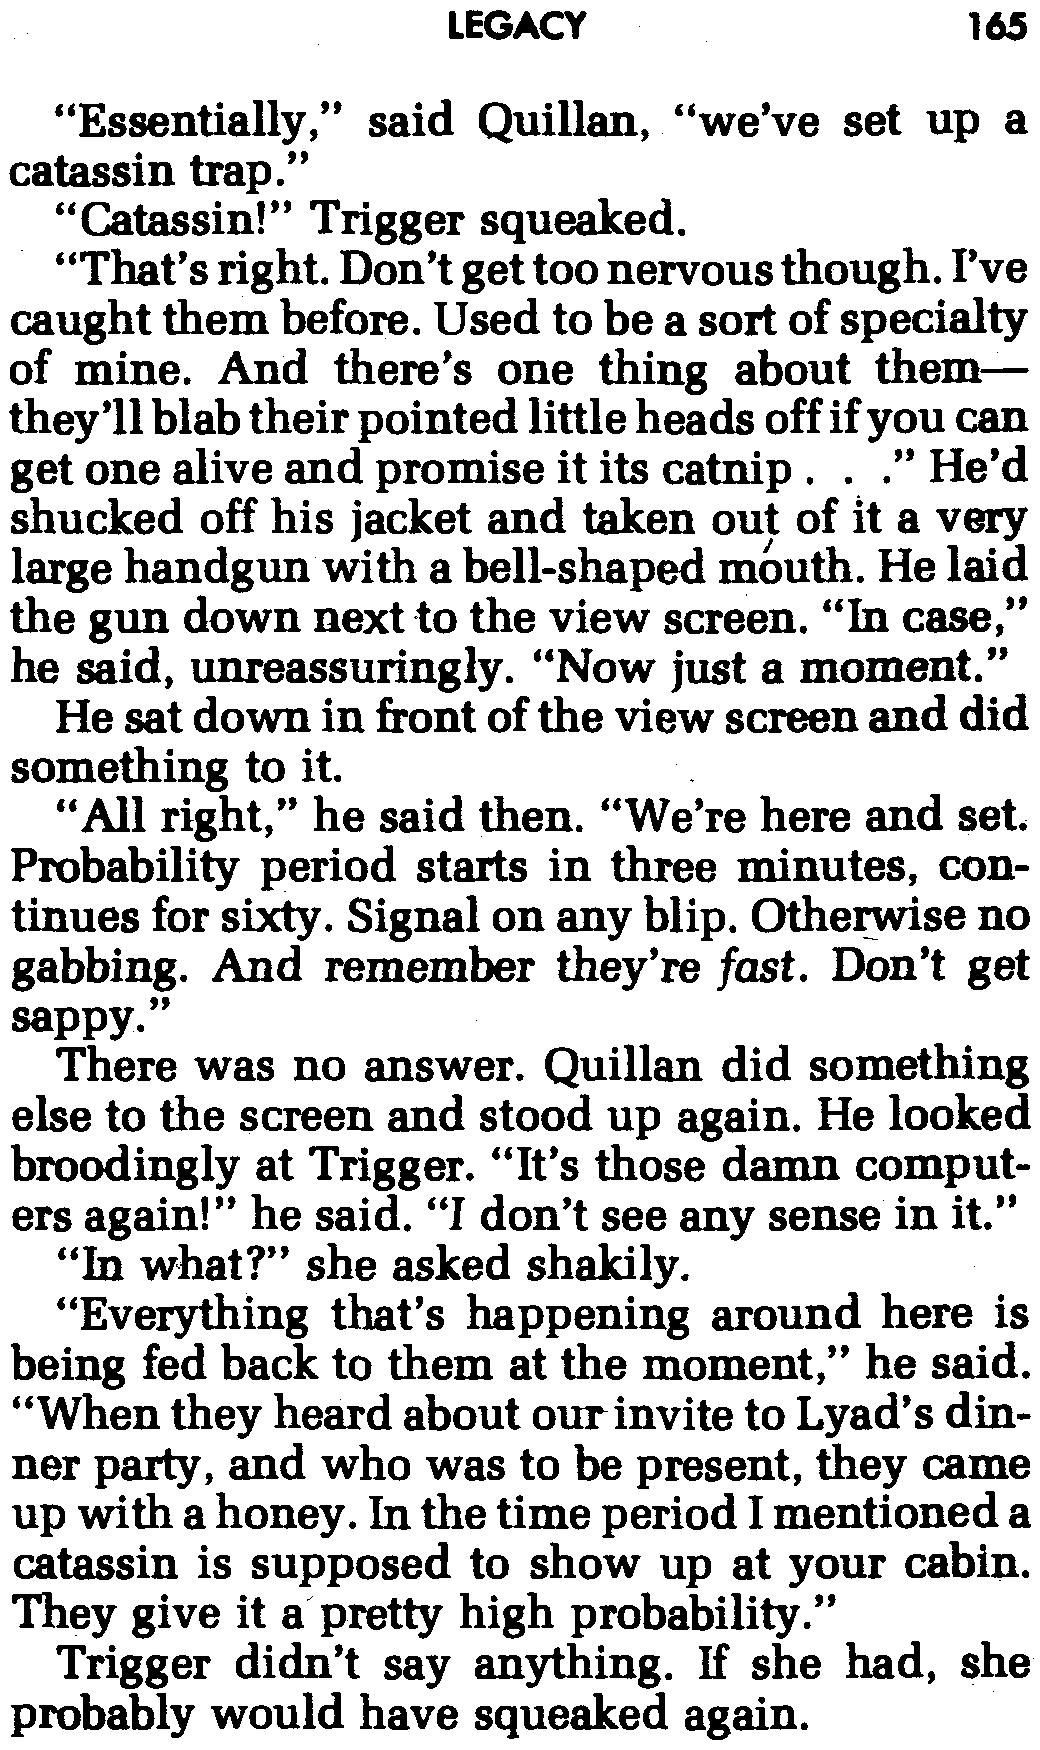 LEGACY 165
“Essentially,” said Quillan, “we've set up a
catassin trap.”
“Catassin!” Trigger squeaked.
“That's right. Don't get too nervous though. I've
caught them before. Used to be a sort of specialty
of mine. And there's one thing about them—
they'll blab their pointed little heads off if you can
get one alive and promise it its catnip . . .” He'd
shucked off his jacket and taken out of it a very
large handgun with a bell-shaped mouth. He laid
the gun down next to the view screen. “In case,”
he said, unreassuringly. “Now just a moment.”
He sat down in front of the view screen and did
something to it.
“All right,” he said then. “We're here and set.
Probability period starts in three minutes, con-
tinues for sixty. Signal on any blip. Otherwise no
gabbing. And remember they're fast. Don't get
sappy.”
There was no answer. Quillan did something
else to the screen and stood up again. He looked
broodingly at Trigger. “It's those damn comput-
ers again!” he said. “I don't see any sense in it.”
“In what?” she asked shakily.
“Everything that's happening around here is
being fed back to them at the moment,” he said.
“When they heard about our invite to Lyad's din-
ner party, and who was to be present, they came
up with a honey. In the time period I mentioned a
catassin is supposed to show up at your cabin.
They give it a pretty high probability.”
Trigger didn't say anything. If she had, she
probably would have squeaked again.